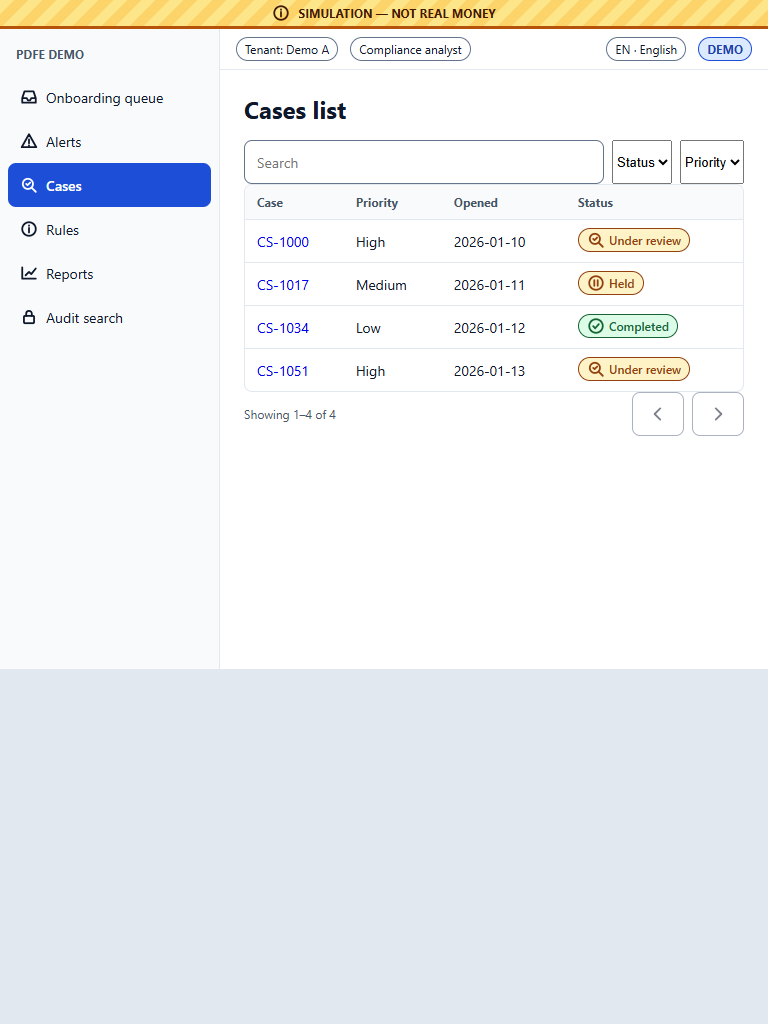 SIMULATION — NOT REAL MONEY
PDFE DEMO
Tenant: Demo A
Compliance analyst
EN · English
DEMO
Onboarding queue
Alerts
Cases
Rules
Reports
Audit search
Cases list
Search
Status
Priority
Case Priority Opened Status
CS-1000 High 2026-01-10 Under review
CS-1017 Medium 2026-01-11 Held
CS-1034 Low 2026-01-12 Completed
CS-1051 High 2026-01-13 Under review
Showing 1–4 of 4